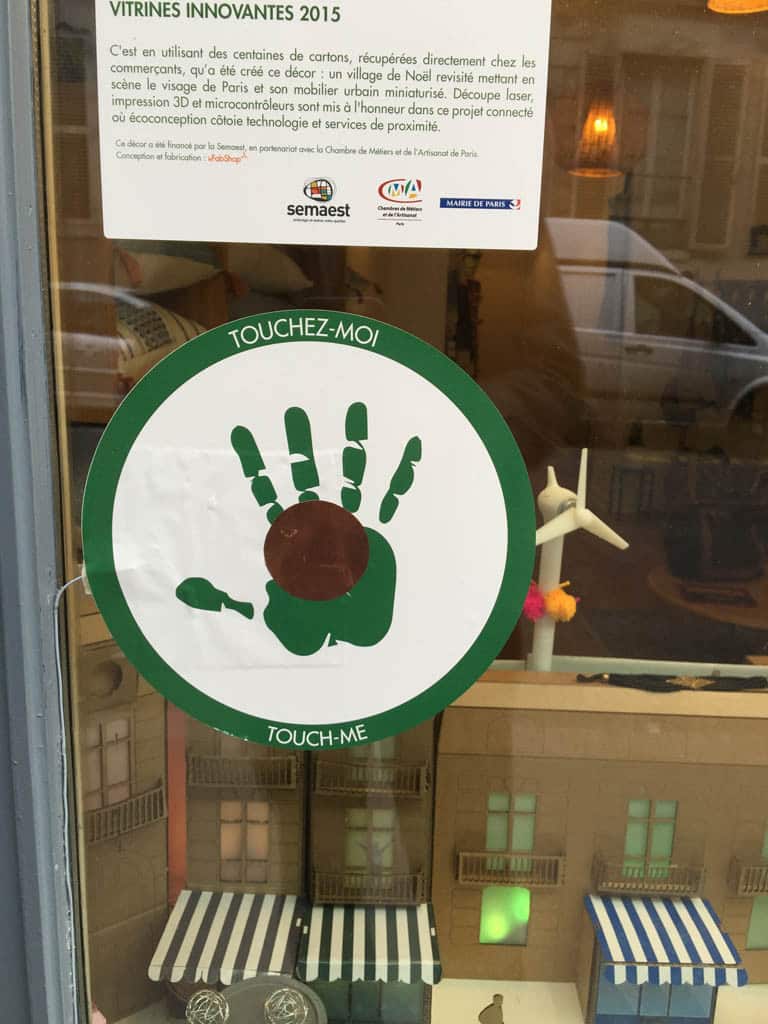 VITRINES INNOVANTES 2015
C'est en utilisant des centaines de cartons, récupérées directement chez les
commerçants, qu'a été créé ce décor : un village de Noël revisité mettant en
scène le visage de Paris et son mobilier urbain miniaturisé. Découpe laser,
impression 3D et microcontrôleurs sont mis à l'honneur dans ce projet connecté
où écoconception côtoie technologie et services de proximité.
Ce décor a été financé par la Semaest, en partenariat avec la Chambre de Métiers et de l'Artisanat de Paris.
Conception et fabrication : µFabShop
semaest
CMA
Chambres de Métiers
et de l'Artisanat
Paris
MAIRIE DE PARIS
TOUCHEZ-MOI
TOUCH-ME